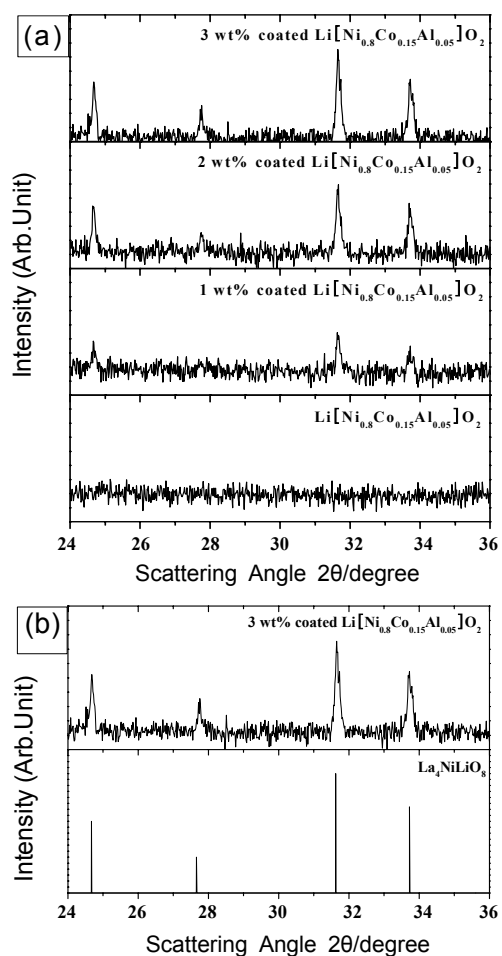 (a)
3 wt% coated Li[Ni0.8Co0.15Al0.05]O2
2 wt% coated Li[Ni0.8Co0.15Al0.05]O2
1 wt% coated Li[Ni0.8Co0.15Al0.05]O2
Li[Ni0.8Co0.15Al0.05]O2
Intensity (Arb.Unit)
24 26 28 30 32 34 36
Scattering Angle 2θ/degree
(b)
3 wt% coated Li[Ni0.8Co0.15Al0.05]O2
La4NiLiO8
Intensity (Arb.Unit)
24 26 28 30 32 34 36
Scattering Angle 2θ/degree